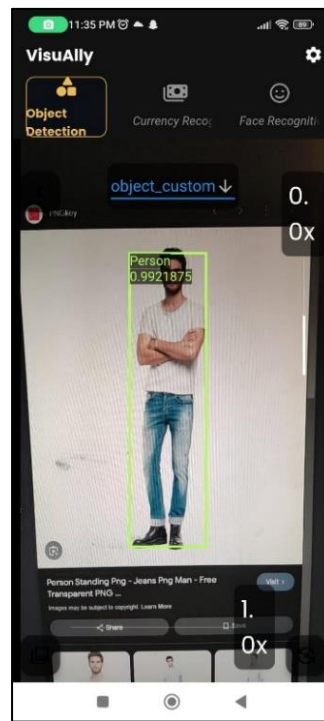 11:35 PM
89
VisuAlly
Object Detection
Currency Recog
Face Recogniti
object_custom
0.
0x
PNGkey
Person
0.9921875
Person Standing Png - Jeans Png Man - Free
Transparent PNG ...
Visit >
Images may be subject to copyright. Learn More
Share
Save
1.
0x